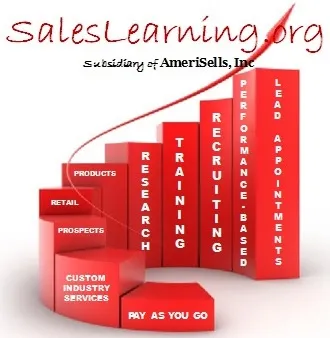 SalesLearning.org
Subsidiary of AmeriSells, Inc
PRODUCTS
RETAIL
PROSPECTS
CUSTOM
INDUSTRY
SERVICES
PAY AS YOU GO
RESEARCH
TRAINING
RECRUITING
PERFORMANCE-BASED
LEAD APPOINTMENTS